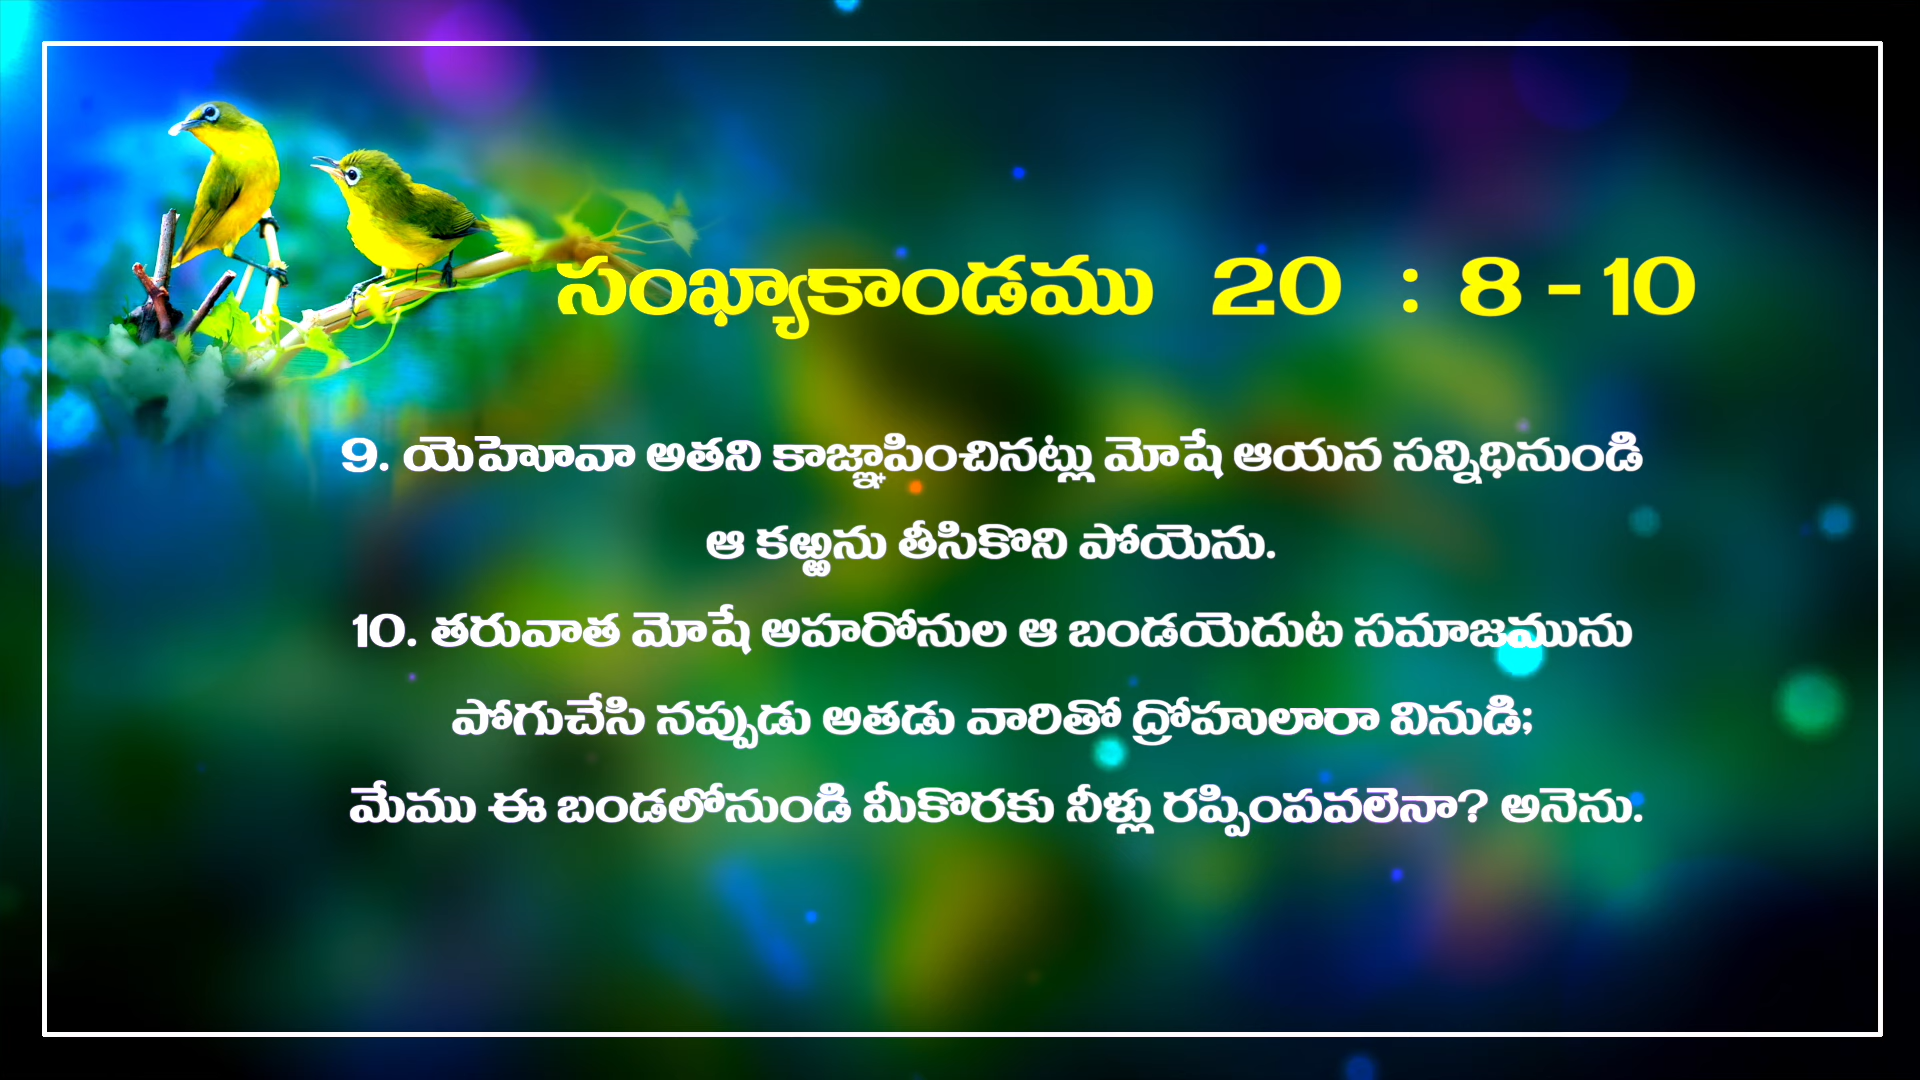 సంఖ్యాకాండము 20 : 8 - 10
9. యెహోవా అతని కాజ్ఞాపించినట్లు మోషే ఆయన సన్నిధినుండి
ఆ కఱ్ఱను తీసికొని పోయెను.
10. తరువాత మోషే అహరోనుల ఆ బండయెదుట సమాజమును
పోగుచేసి నప్పుడు అతడు వారితో ద్రోహులారా వినుడి;
మేము ఈ బండలోనుండి మీకొరకు నీళ్లు రప్పింపవలెనా? అనెను.